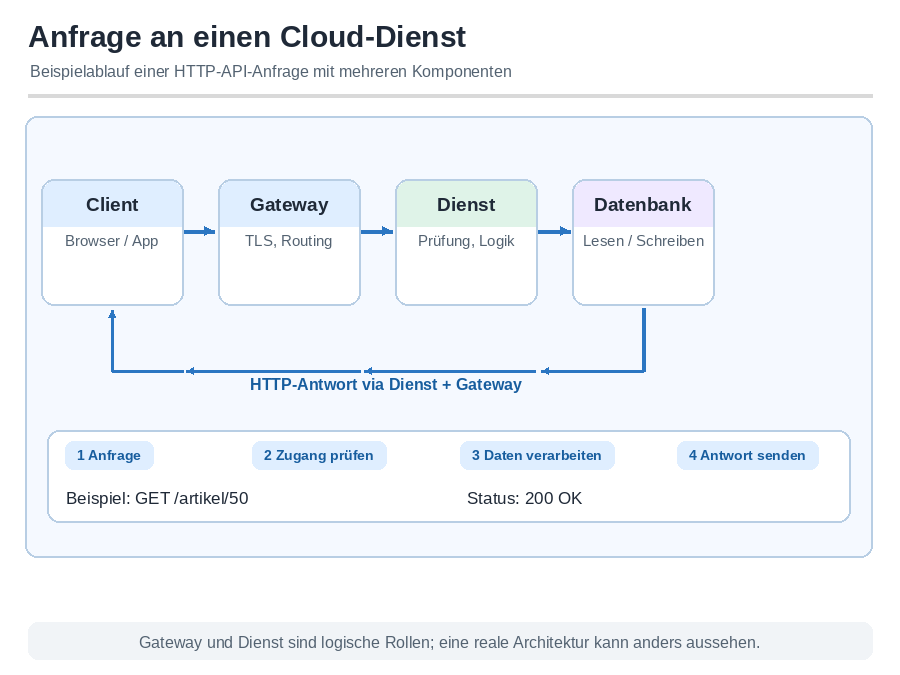 Anfrage an einen Cloud-Dienst
Beispielablauf einer HTTP-API-Anfrage mit mehreren Komponenten
Client
Browser / App
Gateway
TLS, Routing
Dienst
Prüfung, Logik
Datenbank
Lesen / Schreiben
HTTP-Antwort via Dienst + Gateway
1 Anfrage
2 Zugang prüfen
3 Daten verarbeiten
4 Antwort senden
Beispiel: GET /artikel/50
Status: 200 OK
Gateway und Dienst sind logische Rollen; eine reale Architektur kann anders aussehen.